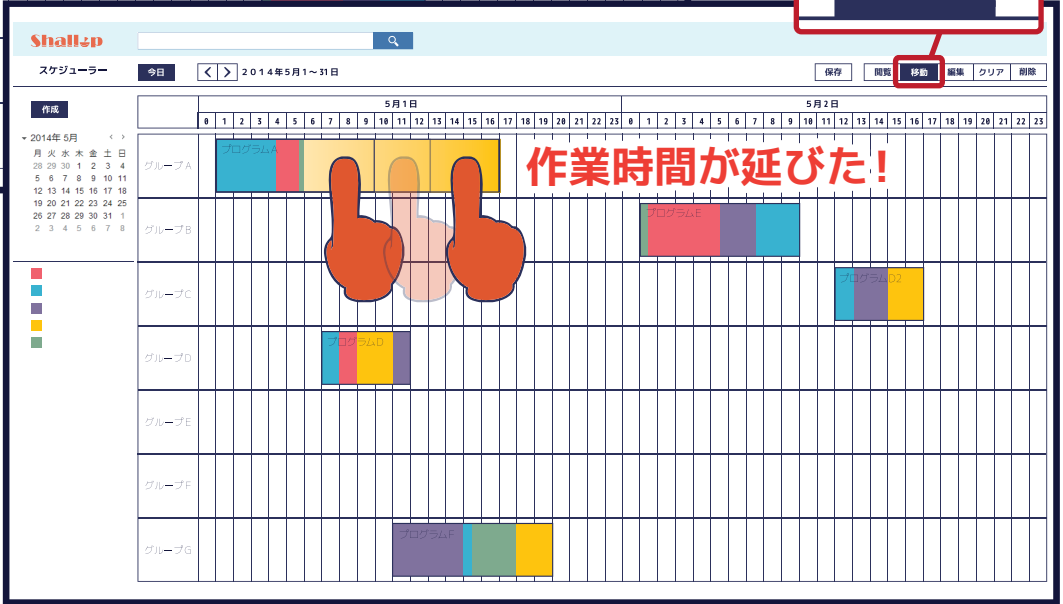 Shallop
スケジューラー
今日
2014年5月1〜31日
保存
閲覧
移動
編集
クリア
削除
作成
2014年 5月
月 火 水 木 金 土 日
28 29 30 1 2 3 4
5 6 7 8 9 10 11
12 13 14 15 16 17 18
19 20 21 22 23 24 25
26 27 28 29 30 31 1
2 3 4 5 6 7 8
5月1日
5月2日
0 1 2 3 4 5 6 7 8 9 10 11 12 13 14 15 16 17 18 19 20 21 22 23 0 1 2 3 4 5 6 7 8 9 10 11 12 13 14 15 16 17 18 19 20 21 22 23
グループA
プログラムA
作業時間が延びた！
グループB
プログラムE
グループC
プログラムD2
グループD
プログラムD
グループE
グループF
グループG
プログラムF